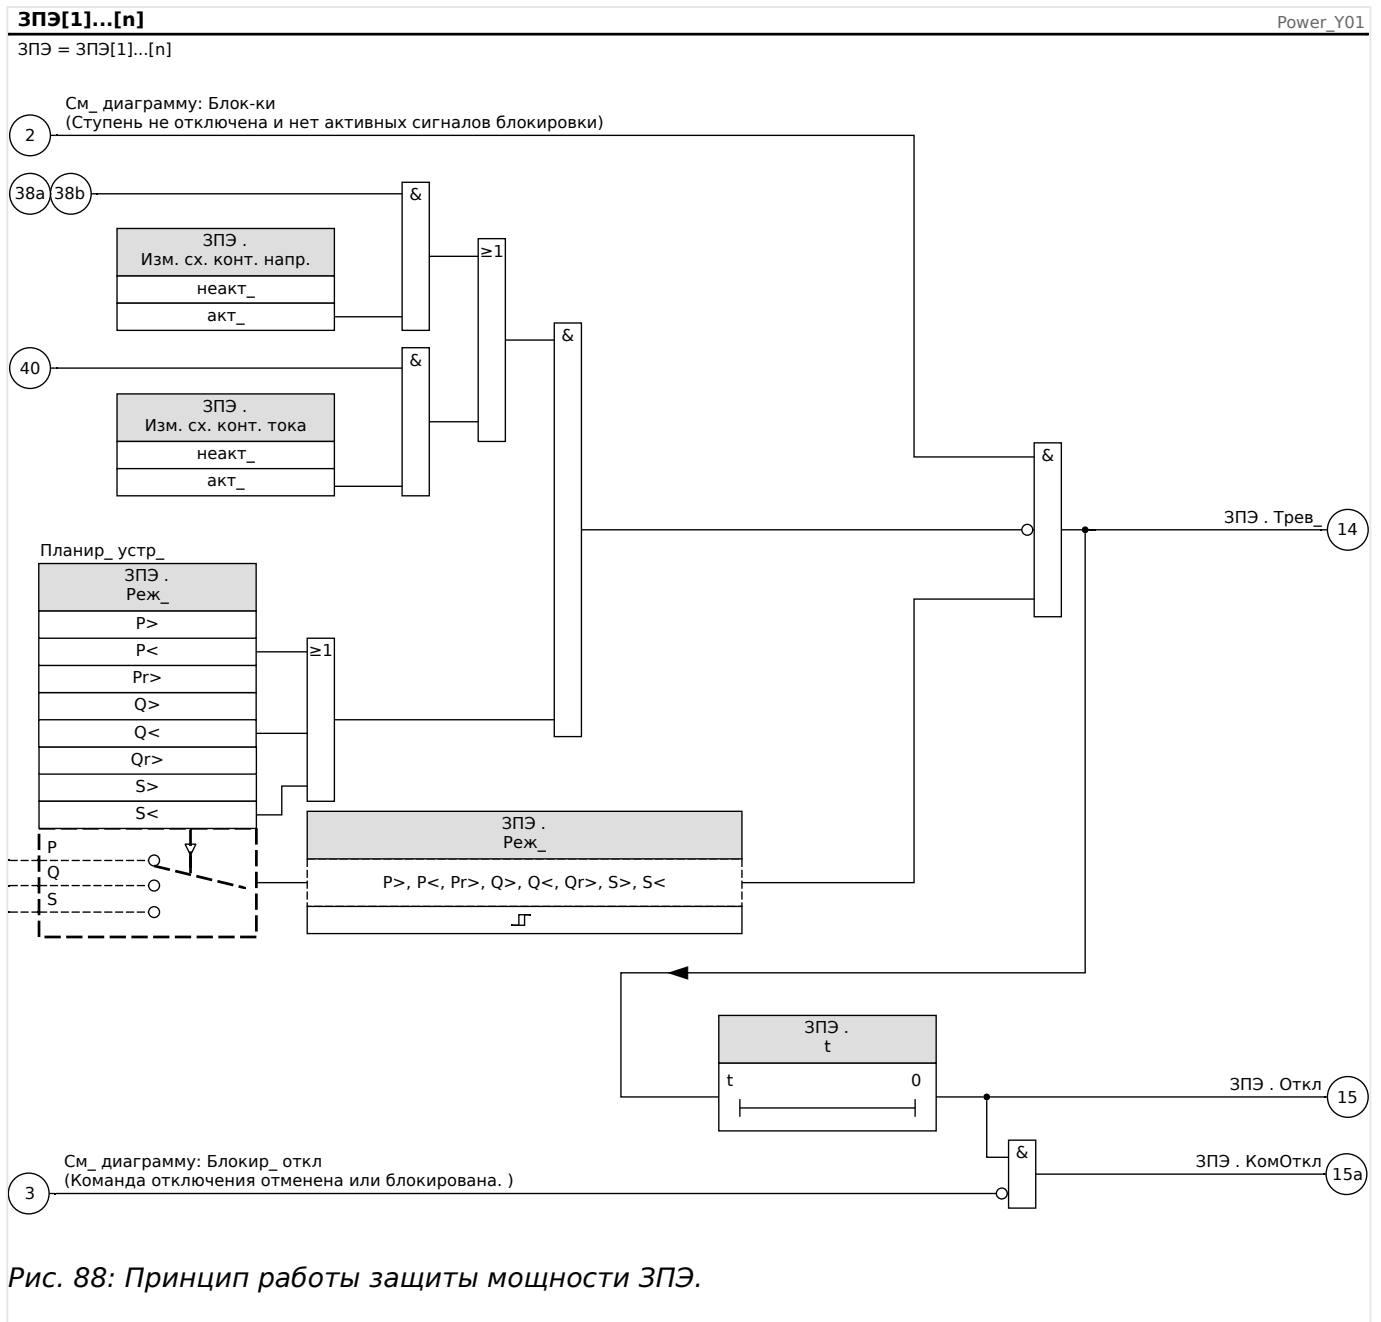 ЗПЭ[1]...[n]
Power_Y01
ЗПЭ = ЗПЭ[1]...[n]
См_ диаграмму: Блок-ки
(Ступень не отключена и нет активных сигналов блокировки)
2
38a 38b
&
ЗПЭ .
Изм. сх. конт. напр.
неакт_
акт_
≥1
&
40
&
ЗПЭ .
Изм. сх. конт. тока
неакт_
акт_
&
ЗПЭ . Трев_
14
Планир_ устр_
ЗПЭ .
Реж_
P>
P<
Pr>
Q>
Q<
Qr>
S>
S<
≥1
P
Q
S
ЗПЭ .
Реж_
P>, P<, Pr>, Q>, Q<, Qr>, S>, S<
ЗПЭ .
t
t 0
ЗПЭ . Откл
15
&
ЗПЭ . КомОткл
15a
См_ диаграмму: Блокир_ откл
(Команда отключения отменена или блокирована. )
3
Рис. 88: Принцип работы защиты мощности ЗПЭ.